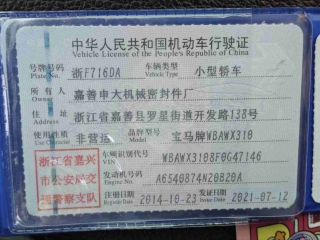 中华人民共和国机动车行驶证
Vehicle License of the People's Republic of China
号牌号码 浙F716DA 车辆类型 小型轿车
Plate No. Vehicle Type
所有人 嘉善申大机械密封件厂
Owner
住址 浙江省嘉善县罗星街道开发路138号
Address
使用性质 非营运 品牌型号 宝马牌WBAWX310
Use Character Model
浙江省嘉兴 车辆识别代号 WBAWX3108F0G47146
VIN
市公安局交 发动机号码 A6540874N20B20A
Engine No.
通警察支队 注册日期 2014-10-23 发证日期 2021-07-12
Register Date Issue Date